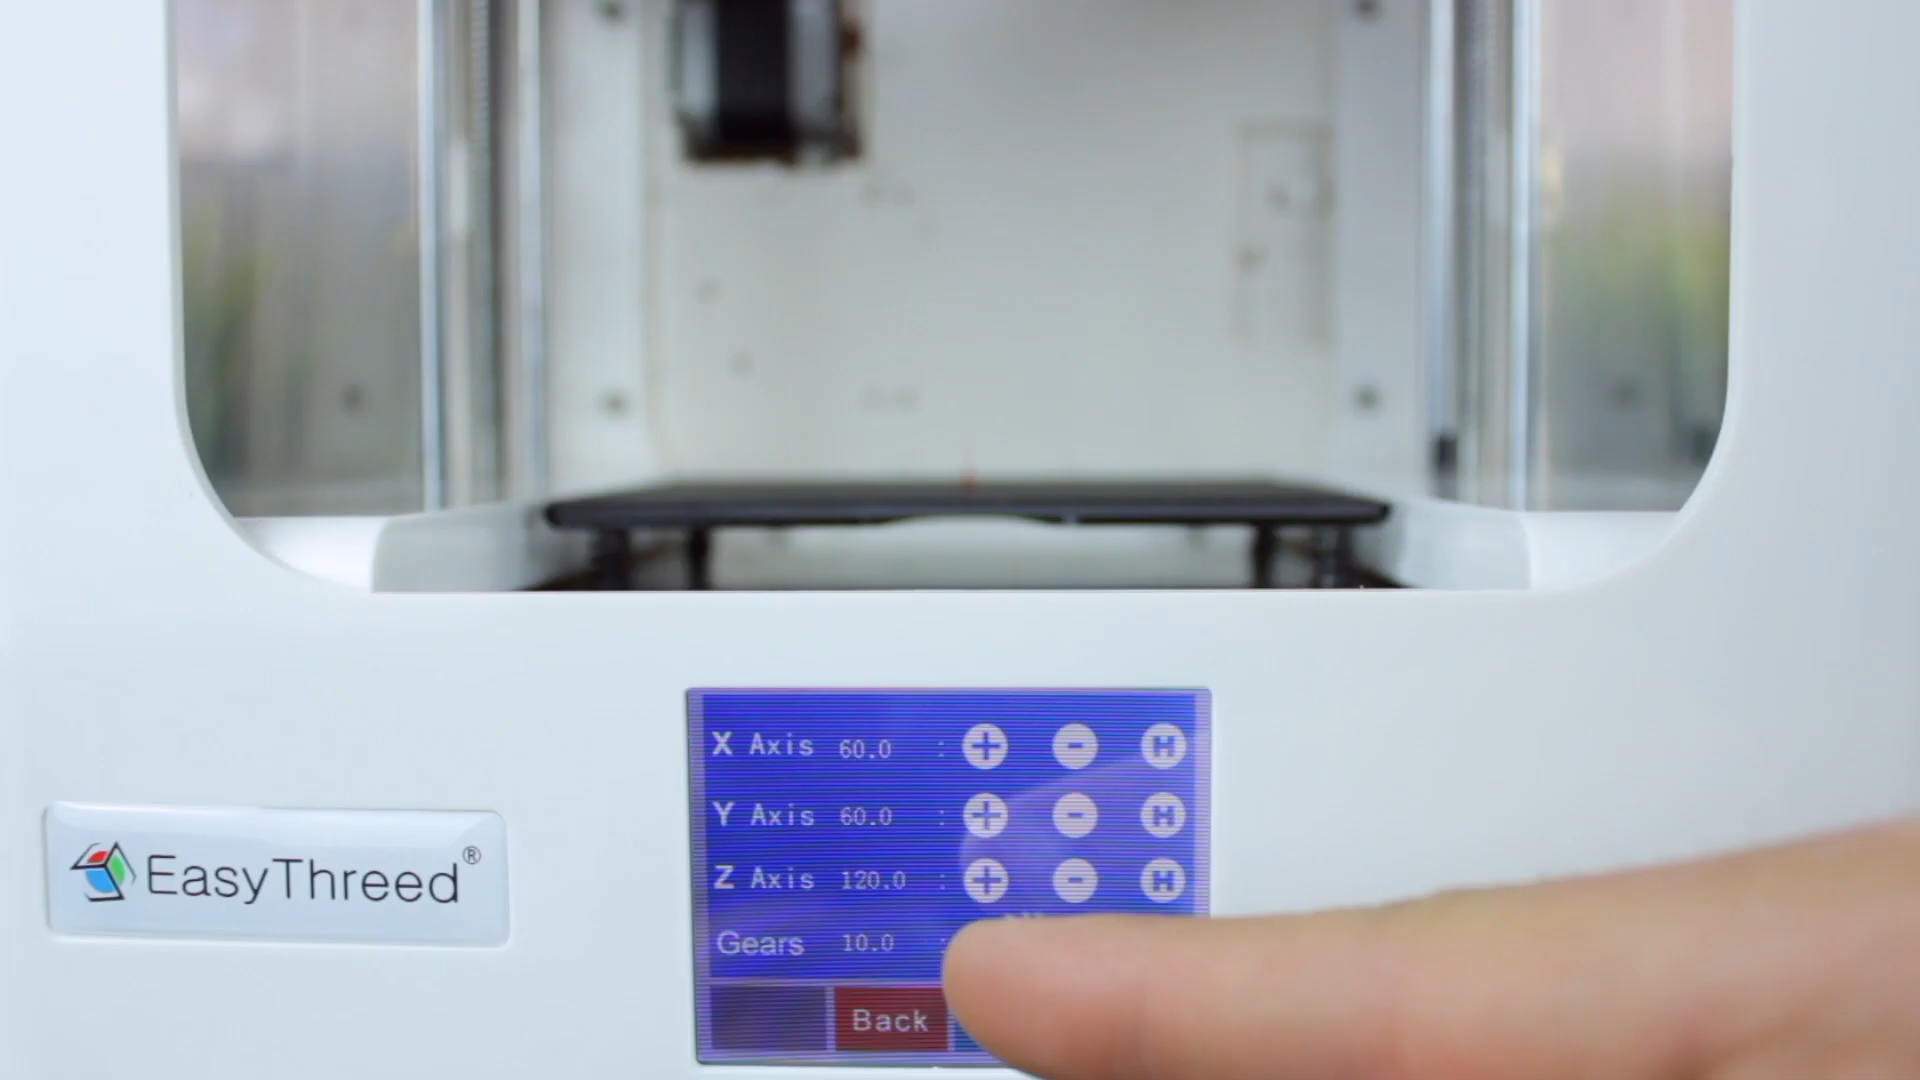 X Axis 60.0 : + - H
Y Axis 60.0 : + - H
Z Axis 120.0 : + - H
Gears 10.0 :
Back
EasyThreed®